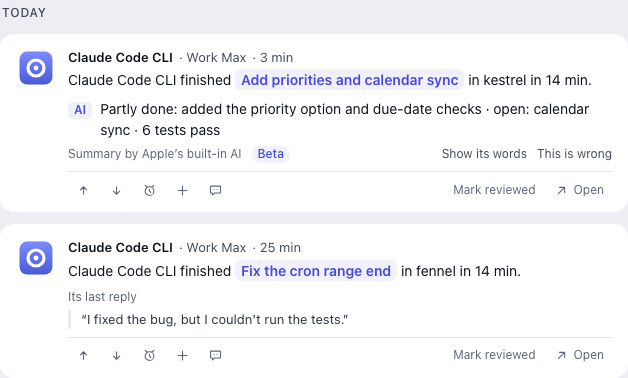 TODAY
Claude Code CLI · Work Max · 3 min
Claude Code CLI finished Add priorities and calendar sync in kestrel in 14 min.
AI Partly done: added the priority option and due-date checks · open: calendar
sync · 6 tests pass
Summary by Apple’s built-in AI Beta Show its words This is wrong
Mark reviewed Open
Claude Code CLI · Work Max · 25 min
Claude Code CLI finished Fix the cron range end in fennel in 14 min.
Its last reply
“I fixed the bug, but I couldn't run the tests.”
Mark reviewed Open